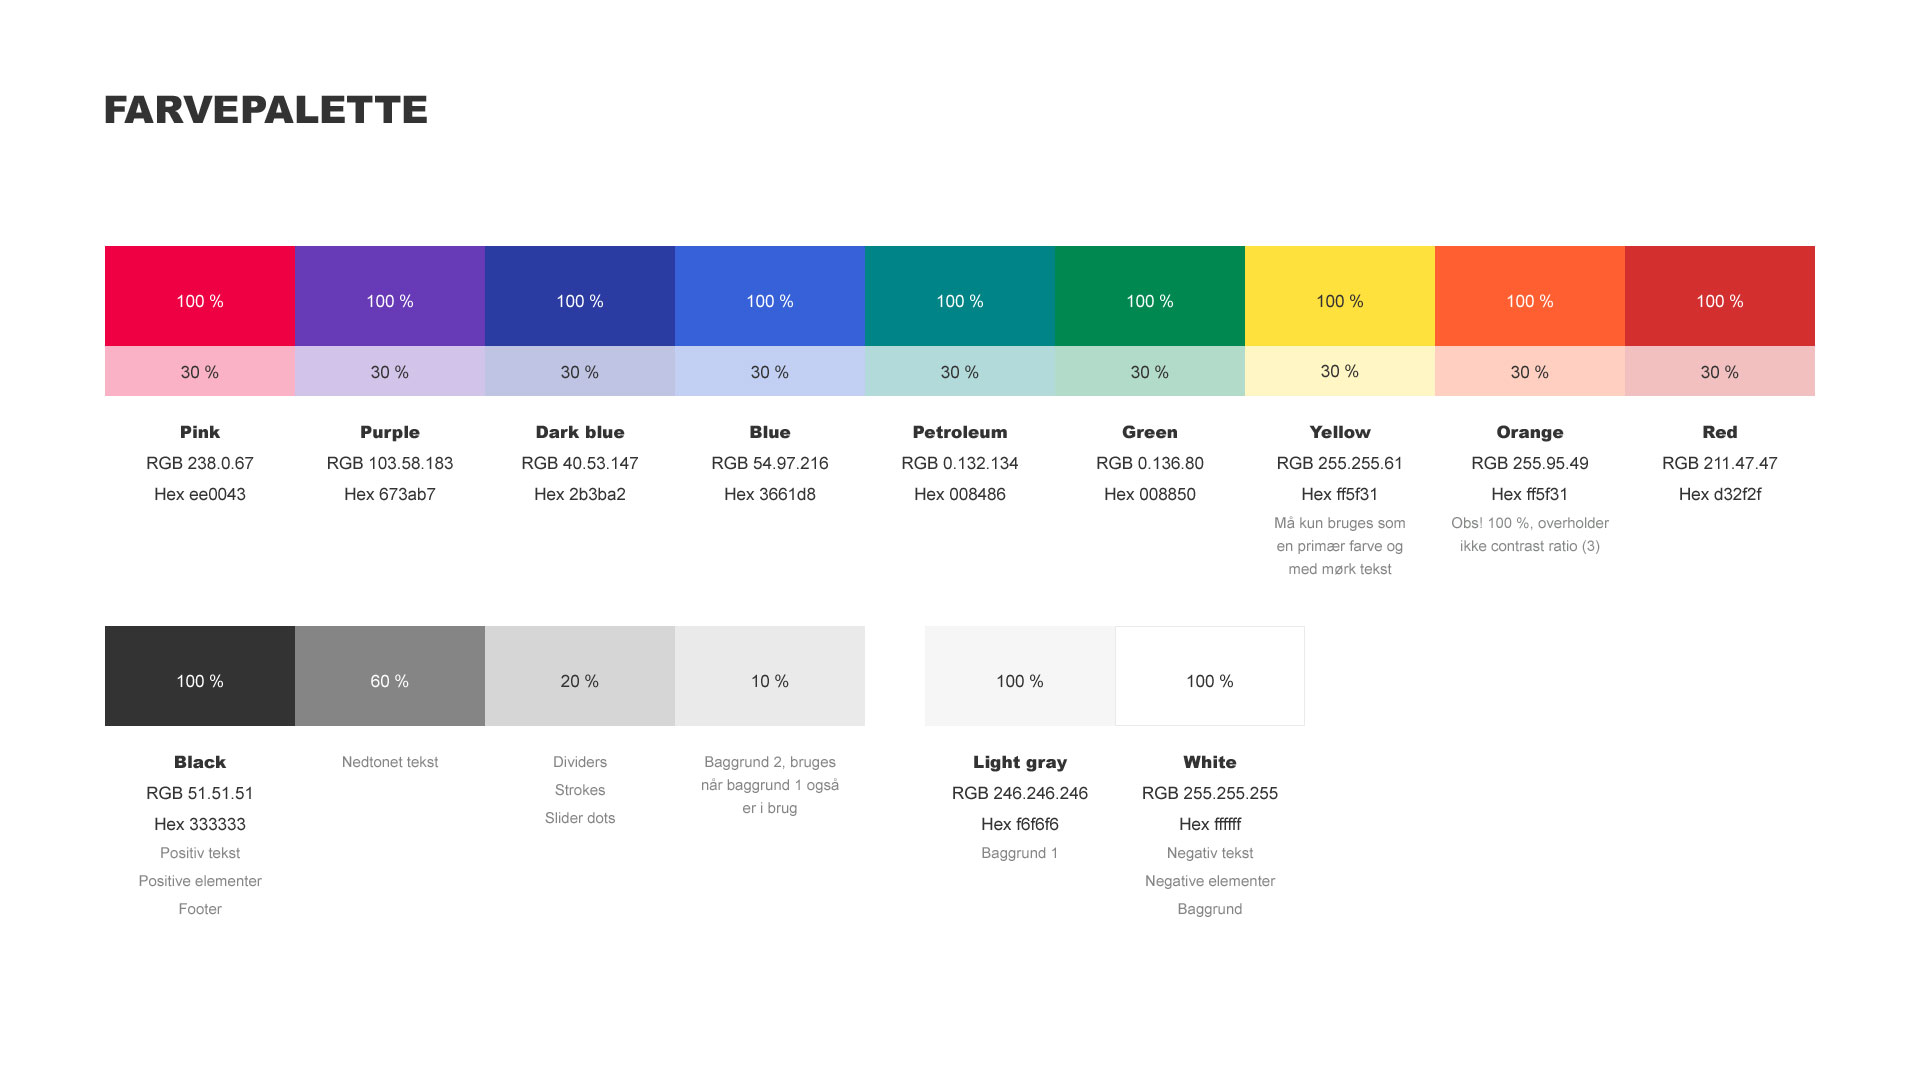 FARVEPALETTE
100 % 100 % 100 % 100 % 100 % 100 % 100 % 100 % 100 %
30 % 30 % 30 % 30 % 30 % 30 % 30 % 30 % 30 %
Pink Purple Dark blue Blue Petroleum Green Yellow Orange Red
RGB 238.0.67 RGB 103.58.183 RGB 40.53.147 RGB 54.97.216 RGB 0.132.134 RGB 0.136.80 RGB 255.255.61 RGB 255.95.49 RGB 211.47.47
Hex ee0043 Hex 673ab7 Hex 2b3ba2 Hex 3661d8 Hex 008486 Hex 008850 Hex ff5f31 Hex ff5f31 Hex d32f2f
Må kun bruges som Obs! 100 %, overholder
en primær farve og ikke contrast ratio (3)
med mørk tekst
100 % 60 % 20 % 10 % 100 % 100 %
Black Nedtonet tekst Dividers Baggrund 2, bruges Light gray White
RGB 51.51.51 Strokes når baggrund 1 også RGB 246.246.246 RGB 255.255.255
Hex 333333 Slider dots er i brug Hex f6f6f6 Hex ffffff
Positiv tekst Baggrund 1 Negativ tekst
Positive elementer Negative elementer
Footer Baggrund